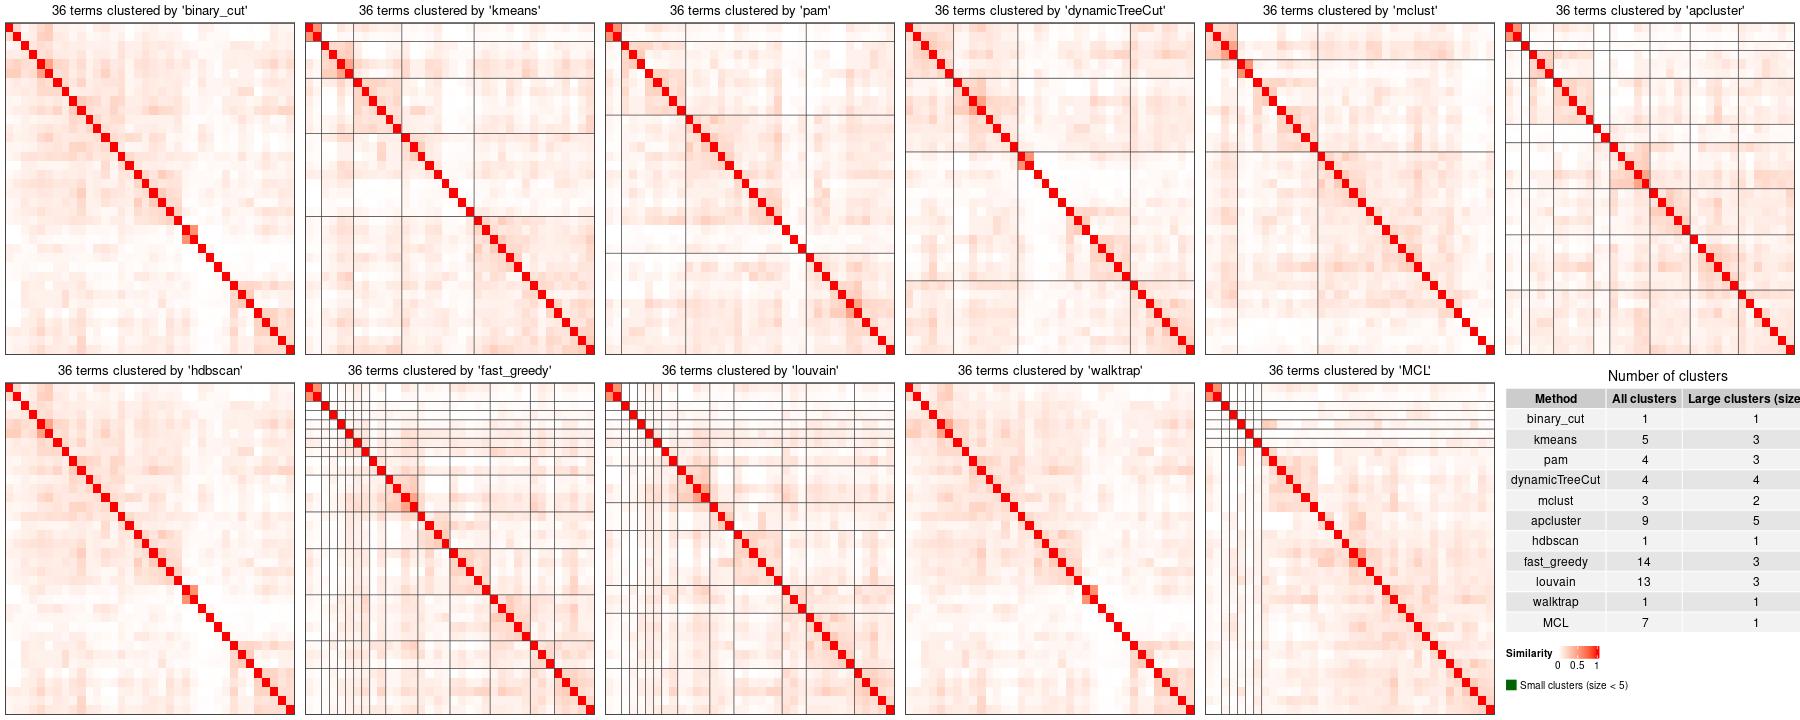 36 terms clustered by 'binary_cut'
36 terms clustered by 'kmeans'
36 terms clustered by 'pam'
36 terms clustered by 'dynamicTreeCut'
36 terms clustered by 'mclust'
36 terms clustered by 'apcluster'
36 terms clustered by 'hdbscan'
36 terms clustered by 'fast_greedy'
36 terms clustered by 'louvain'
36 terms clustered by 'walktrap'
36 terms clustered by 'MCL'
Number of clusters
Method All clusters Large clusters (size
binary_cut 1 1
kmeans 5 3
pam 4 3
dynamicTreeCut 4 4
mclust 3 2
apcluster 9 5
hdbscan 1 1
fast_greedy 14 3
louvain 13 3
walktrap 1 1
MCL 7 1
Similarity
0 0.5 1
Small clusters (size < 5)